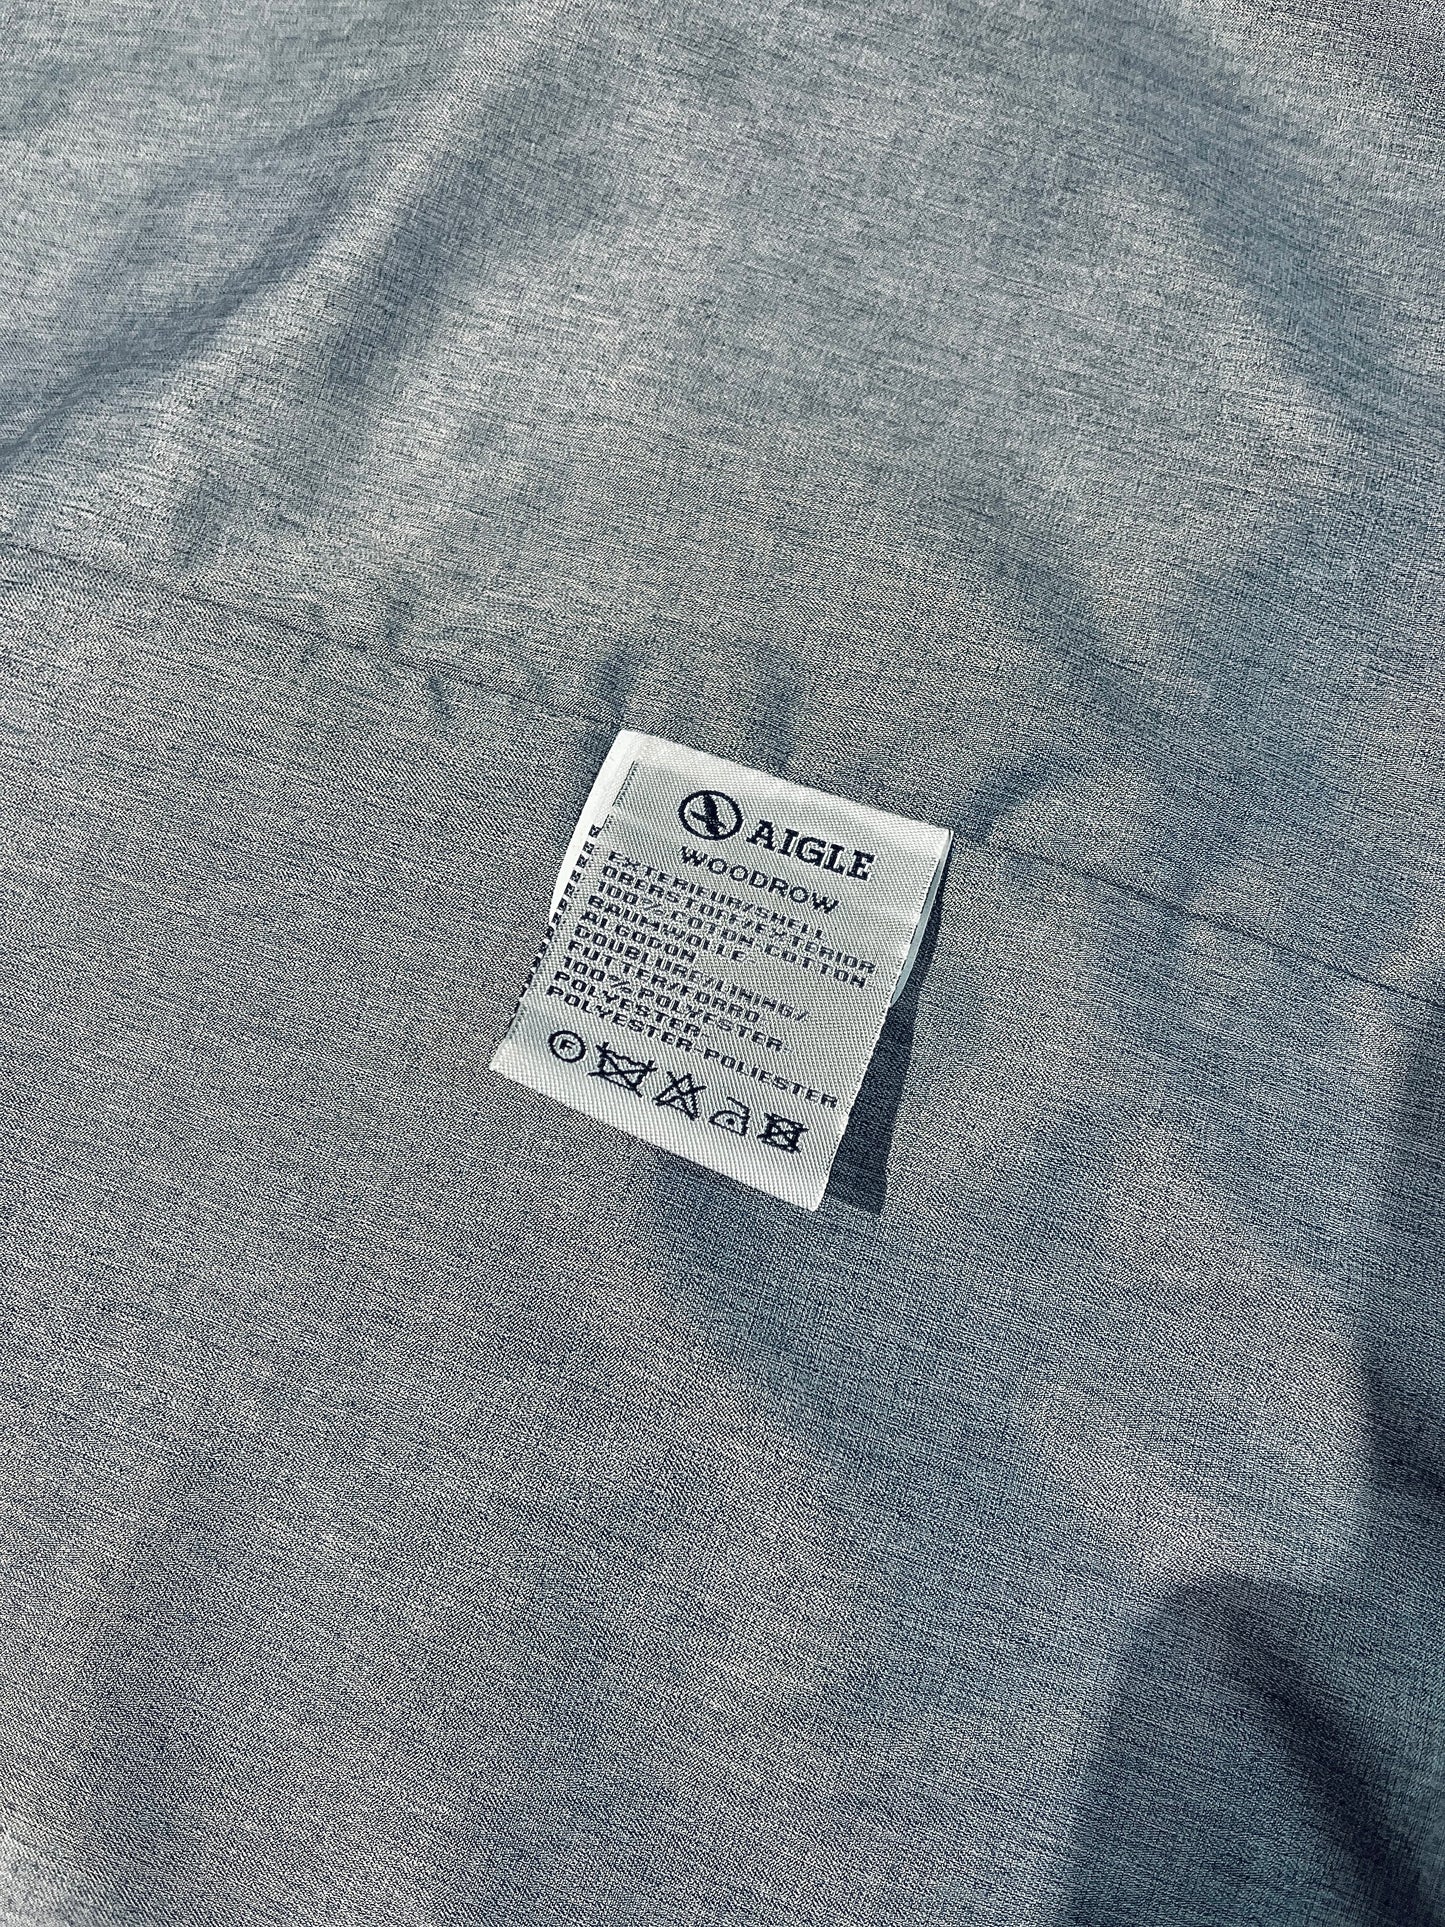 AIGLE
WOODROW
EXTERIEUR/SHELL
OBERSTOFF/EXTERIOR
100% COTON-COTTON
BAUMWOLLE
ALGODON
DOUBLURE/LINING/
FUTTER/FORRO
100% POLYESTER.
POLYESTER.
POLYESTER-POLIESTER
F